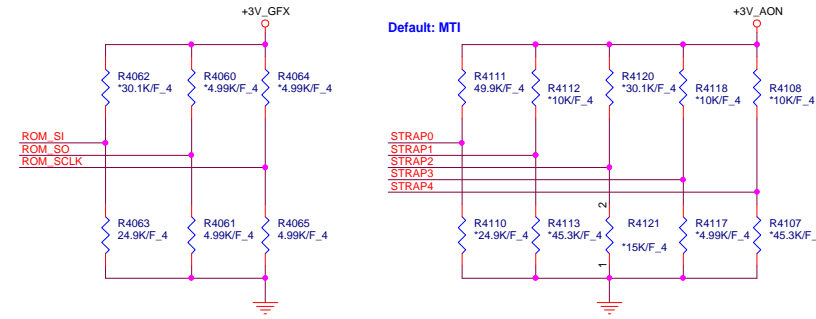 +3V_GFX
+3V_AON
Default: MTI
R4062
*30.1K/F_4
R4060
*4.99K/F_4
R4064
*4.99K/F_4
R4111
49.9K/F_4
R4112
*10K/F_4
R4120
*30.1K/F_4
R4118
*10K/F_4
R4108
*10K/F_4
ROM_SI
ROM_SO
ROM_SCLK
STRAP0
STRAP1
STRAP2
STRAP3
STRAP4
R4063
24.9K/F_4
R4061
4.99K/F_4
R4065
4.99K/F_4
R4110
*24.9K/F_4
R4113
*45.3K/F_4
2
R4121
*15K/F_4
1
R4117
*4.99K/F_4
R4107
*45.3K/F_